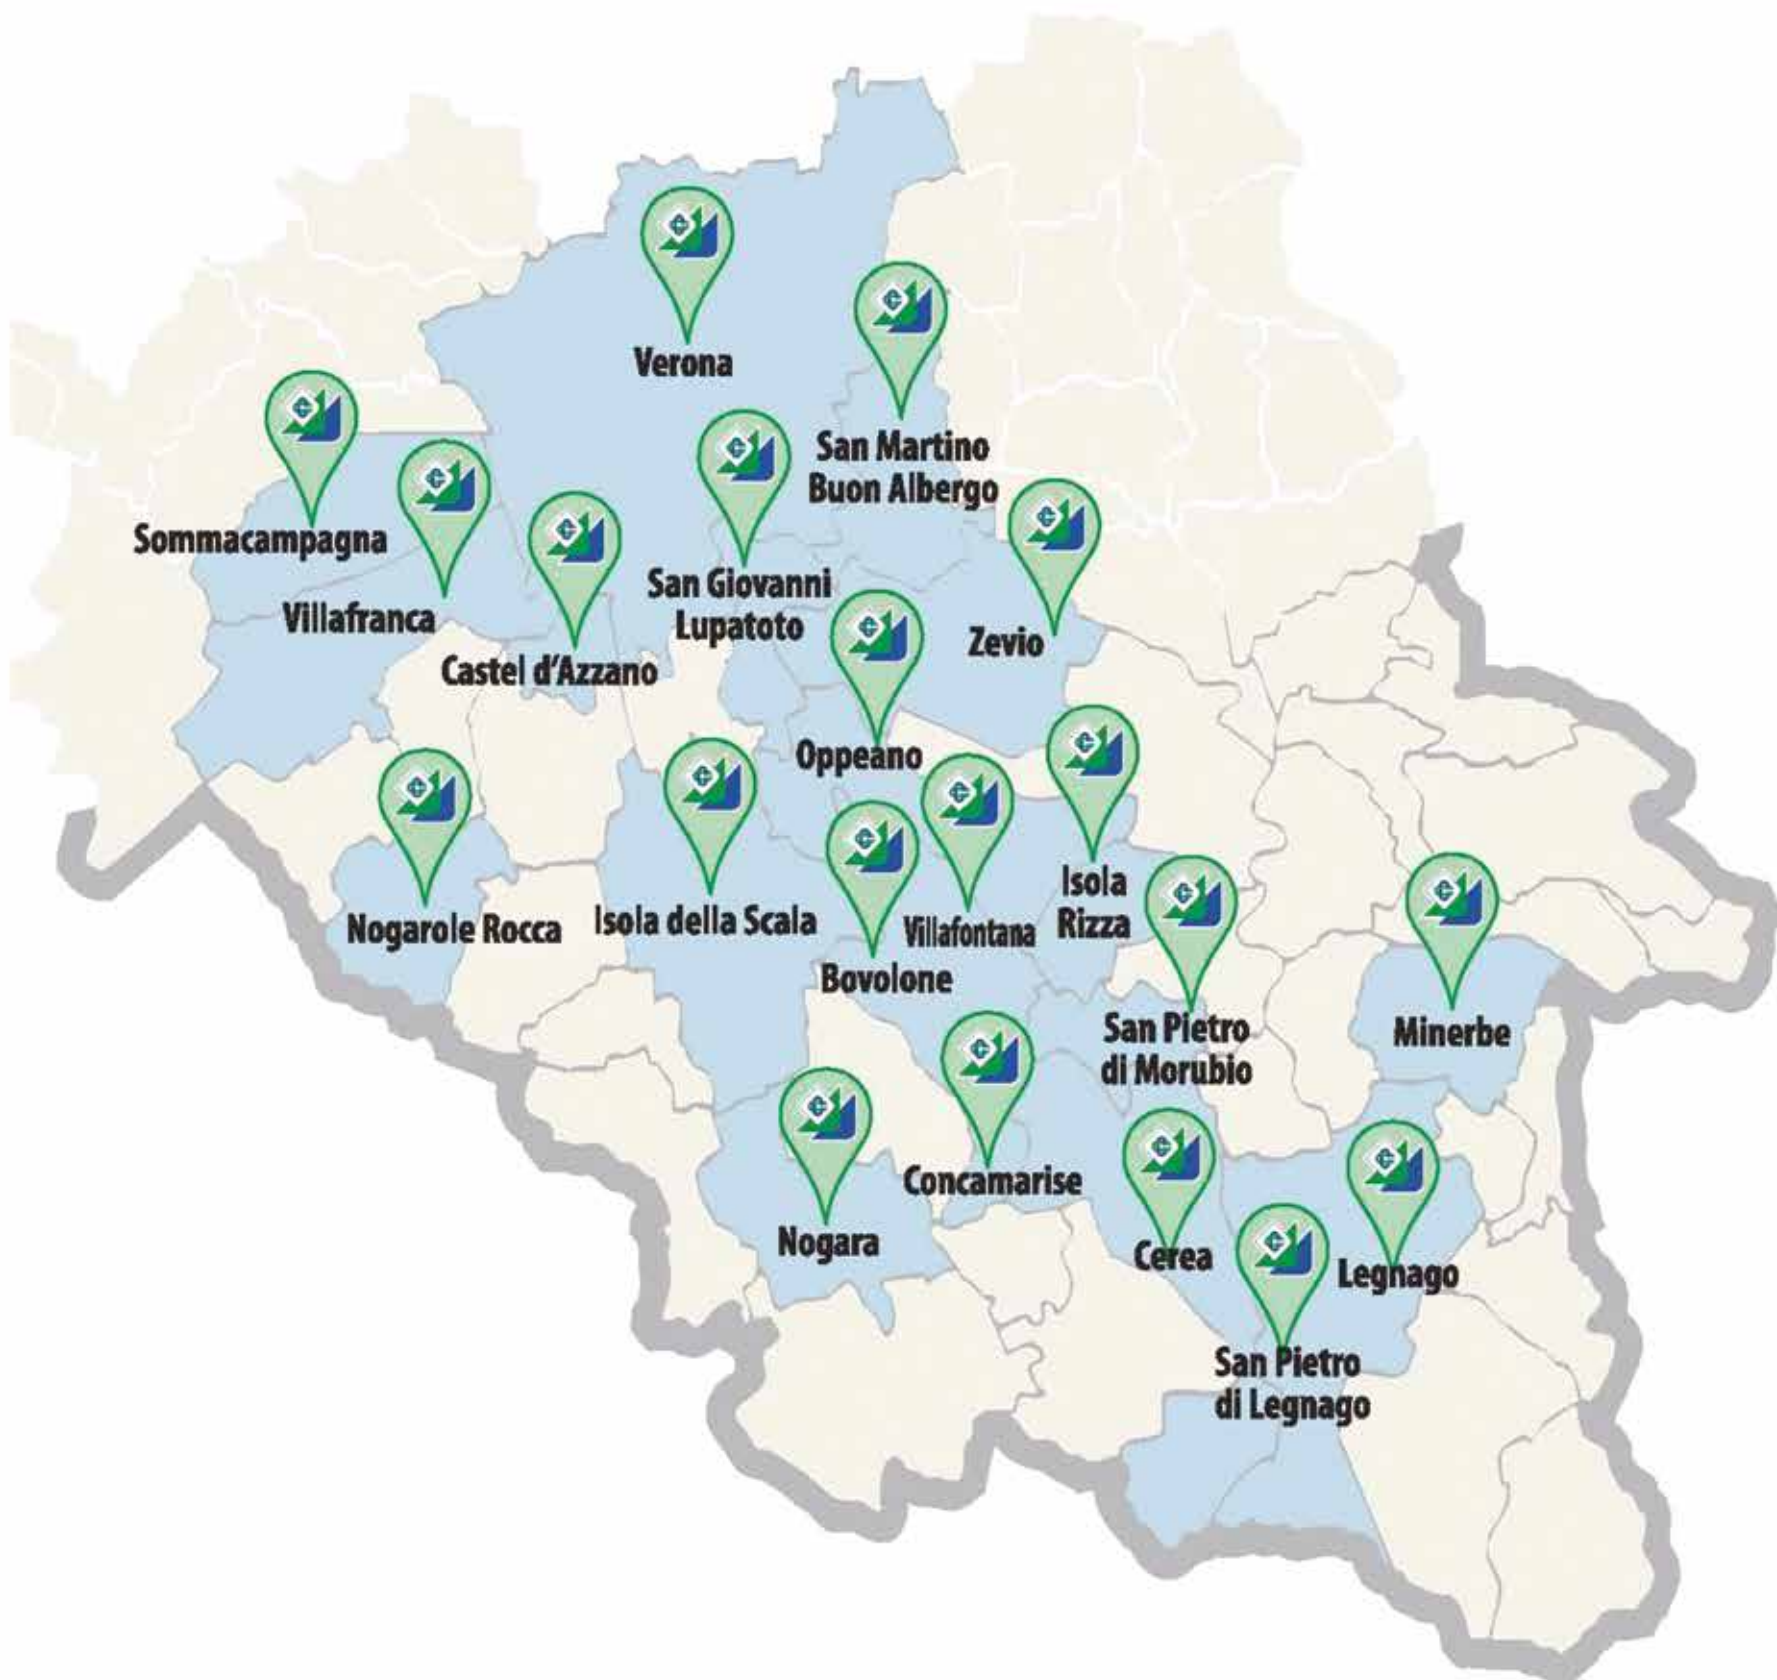 Verona
San Martino
Buon Albergo
Sommacampagna
San Giovanni
Lupatoto
Villafranca
Zevio
Castel d'Azzano
Oppeano
Isola
Rizza
Nogarole Rocca
Isola della Scala
Villafontana
Bovolone
San Pietro
di Morubio
Minerbe
Concamarise
Nogara
Cerea
Legnago
San Pietro
di Legnago